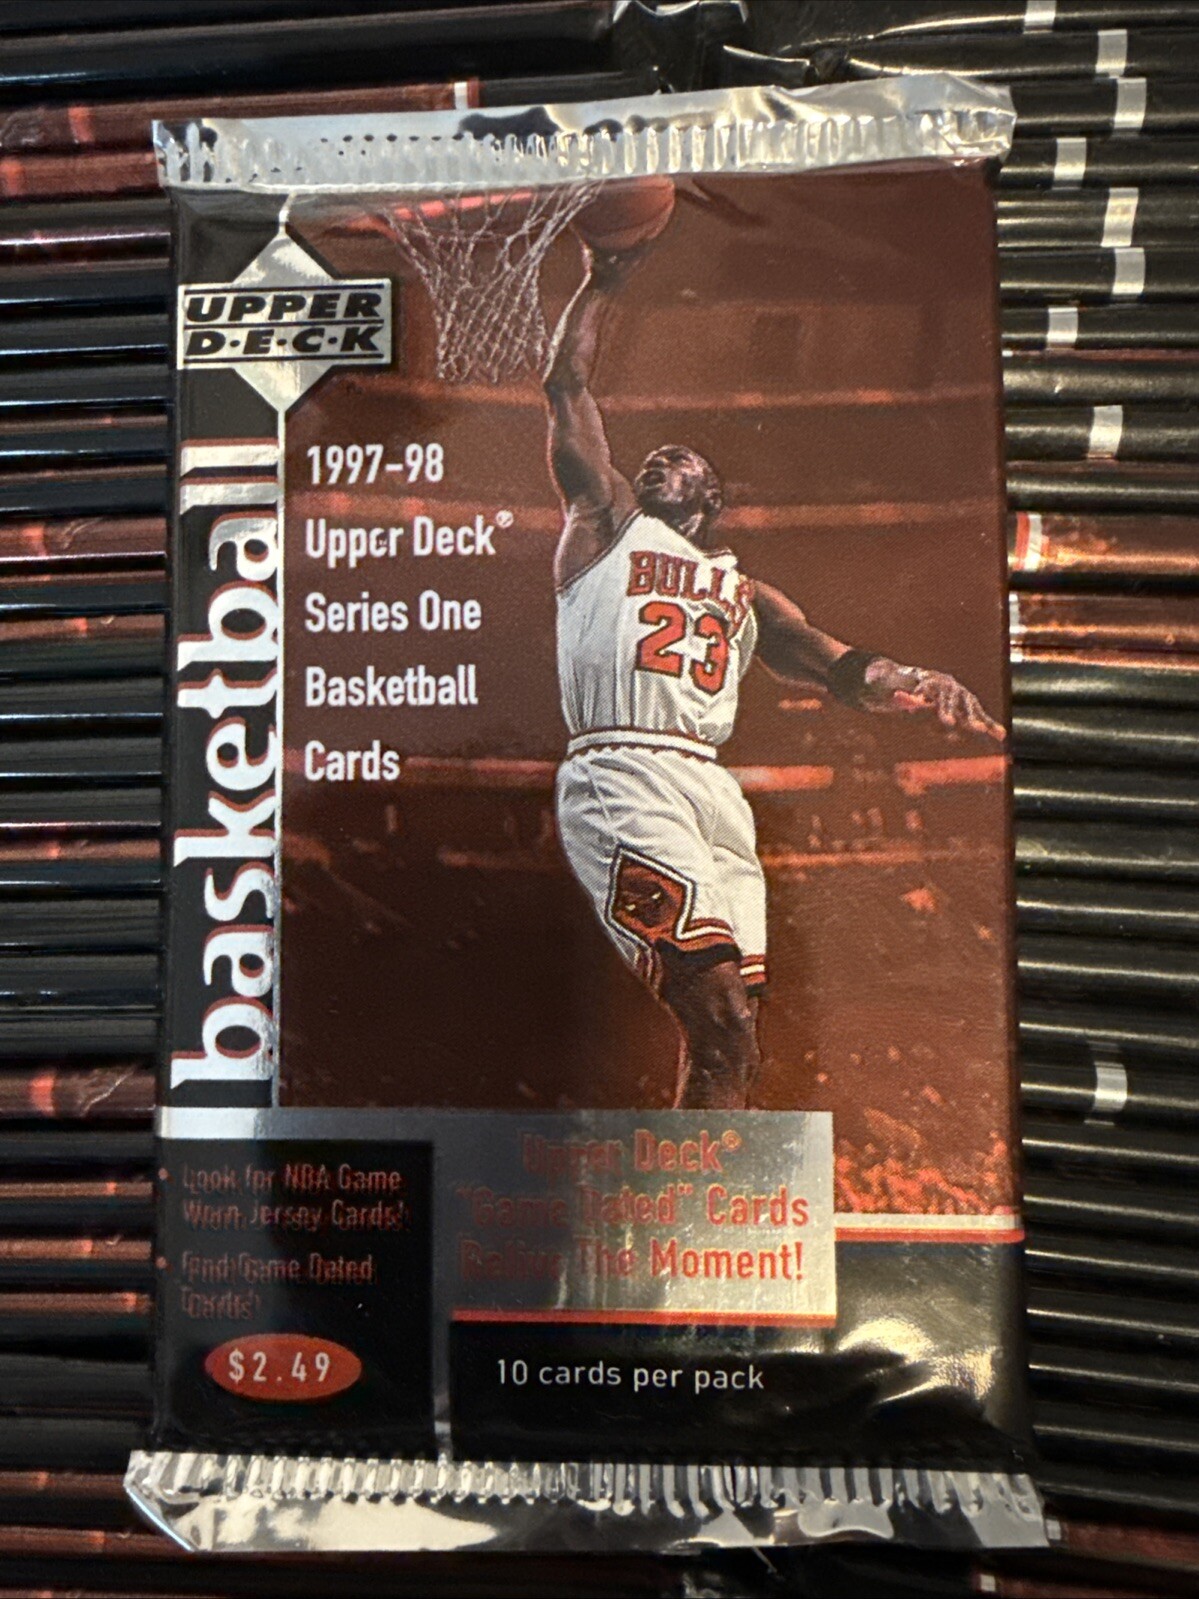 UPPER
D·E·C·K
basketball
1997-98
Upper Deck®
Series One
Basketball
Cards
BULLS
23
Upper Deck®
"Game Dated" Cards
Relive The Moment!
• Look for NBA Game
Worn Jersey Cards!
• Find Game Dated
Cards!
$2.49
10 cards per pack